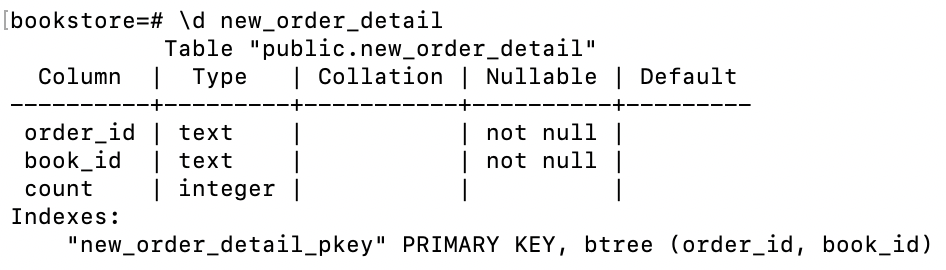 [bookstore=# \d new_order_detail
Table "public.new_order_detail"
Column | Type | Collation | Nullable | Default
----------+---------+-----------+----------+---------
order_id | text | | not null |
book_id | text | | not null |
count | integer | | |
Indexes:
"new_order_detail_pkey" PRIMARY KEY, btree (order_id, book_id)